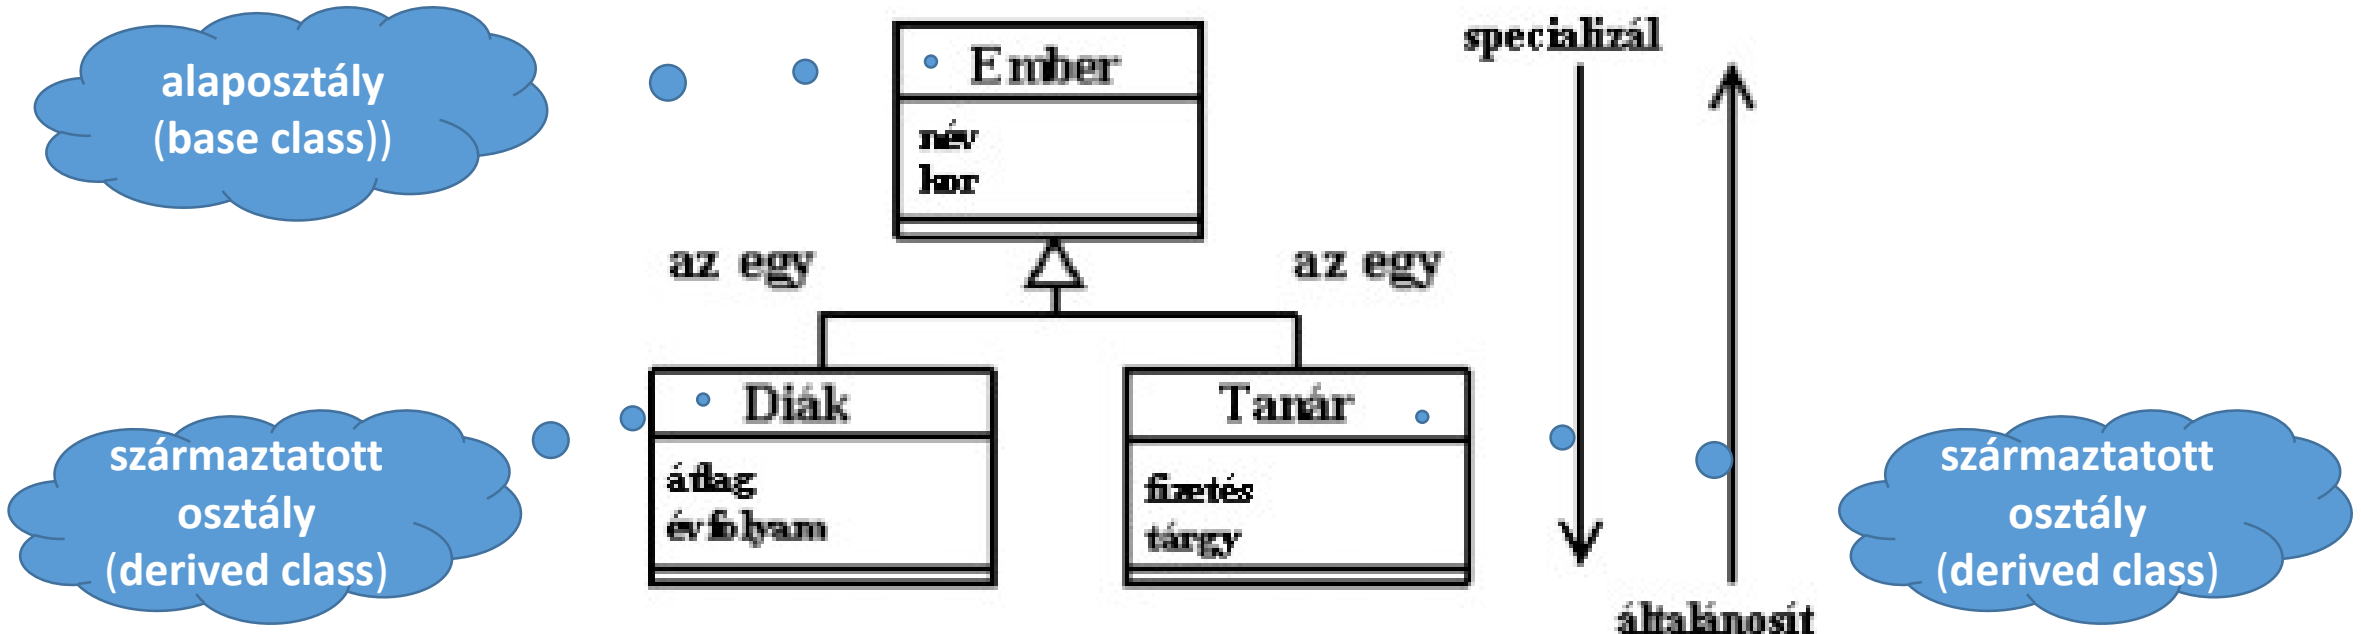 alaposztály
(base class))
Ember
név
kor
specializál
az egy
az egy
Diák
átlag
évfolyam
Tanár
fizetés
tárgy
származtatott
osztály
(derived class)
származtatott
osztály
(derived class)
általánosít